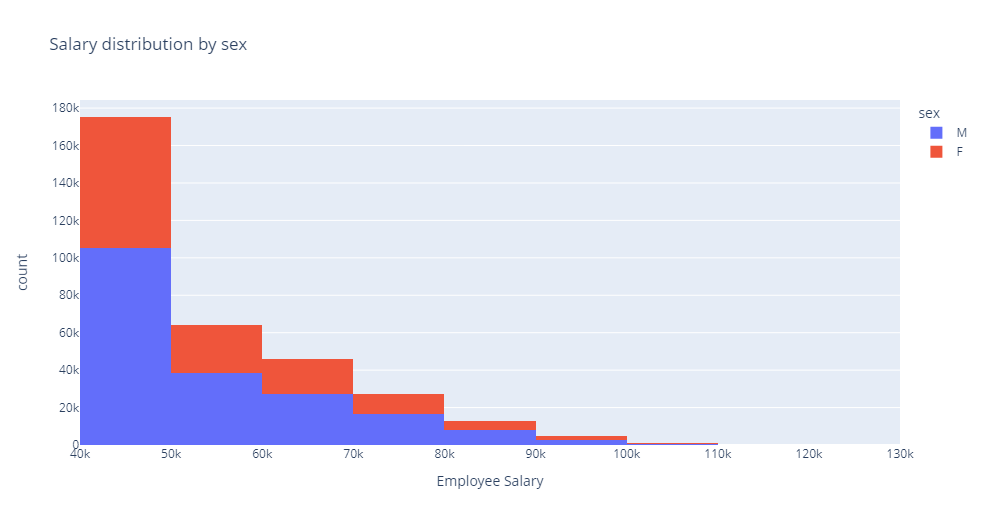 Salary distribution by sex
180k
160k
140k
120k
100k
80k
60k
40k
20k
0
count
40k 50k 60k 70k 80k 90k 100k 110k 120k 130k
Employee Salary
sex
M
F